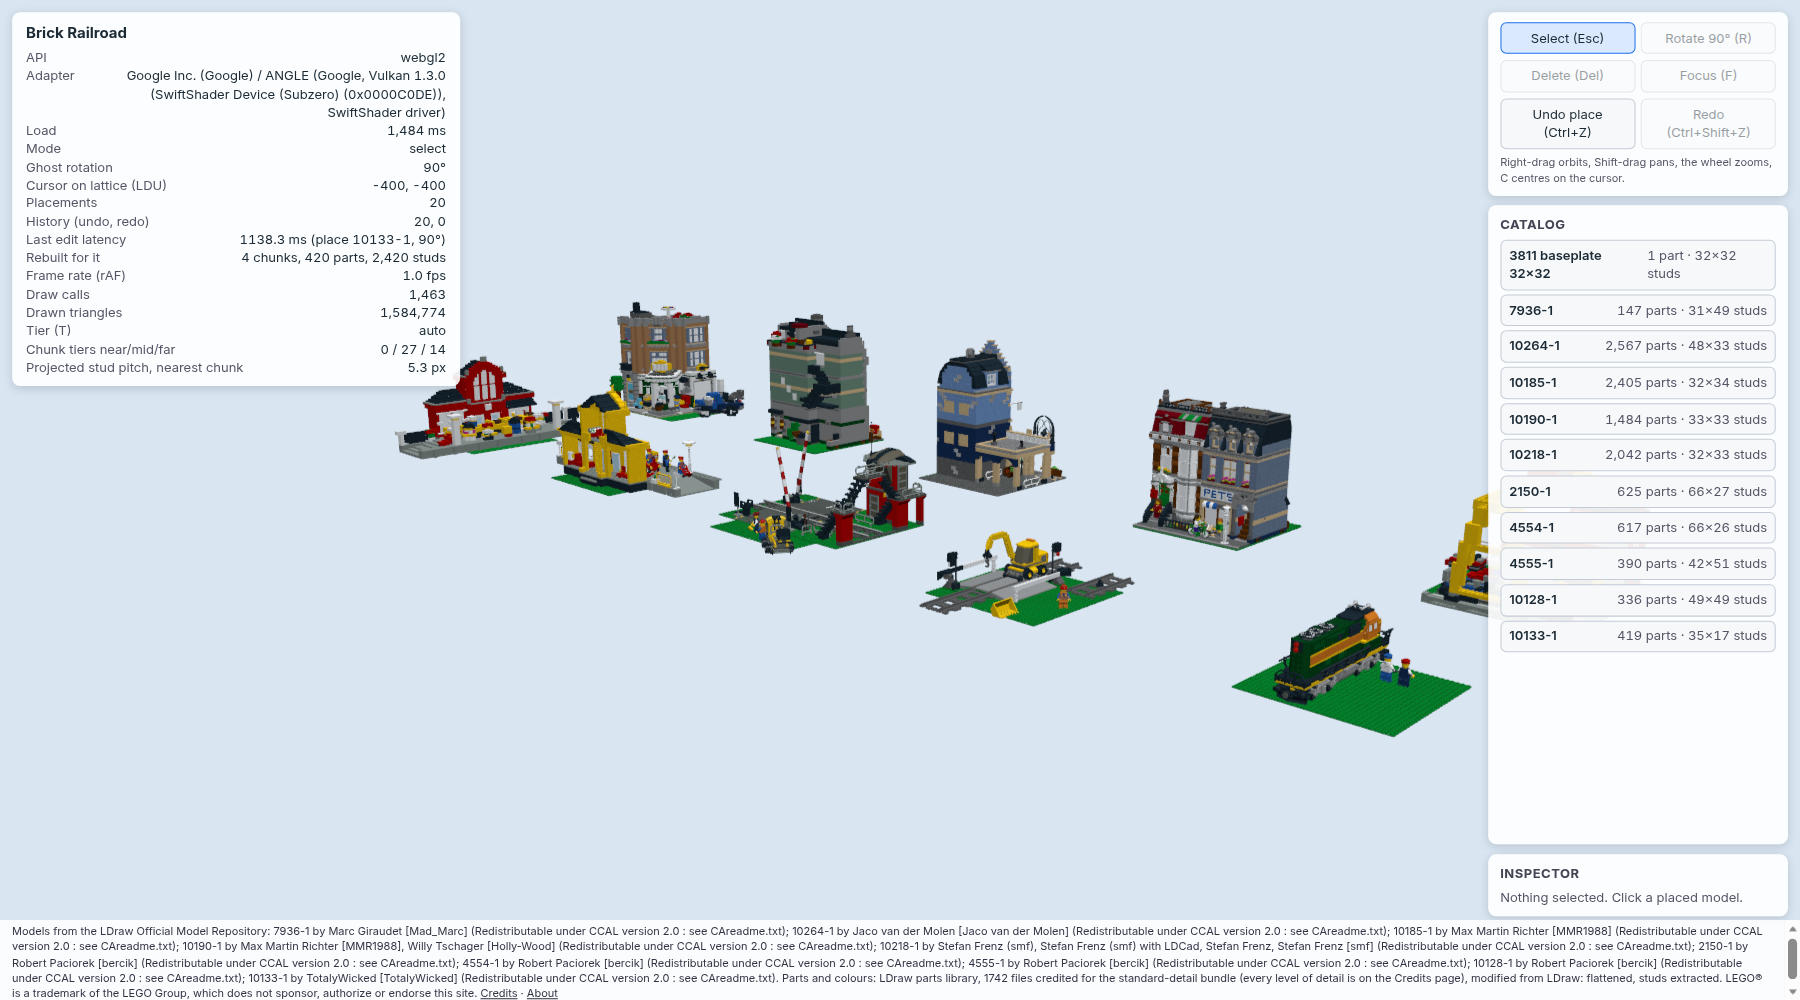 Brick Railroad
API webgl2
Adapter Google Inc. (Google) / ANGLE (Google, Vulkan 1.3.0
(SwiftShader Device (Subzero) (0x0000C0DE)),
SwiftShader driver)
Load 1,484 ms
Mode select
Ghost rotation 90°
Cursor on lattice (LDU) -400, -400
Placements 20
History (undo, redo) 20, 0
Last edit latency 1138.3 ms (place 10133-1, 90°)
Rebuilt for it 4 chunks, 420 parts, 2,420 studs
Frame rate (rAF) 1.0 fps
Draw calls 1,463
Drawn triangles 1,584,774
Tier (T) auto
Chunk tiers near/mid/far 0 / 27 / 14
Projected stud pitch, nearest chunk 5.3 px
PETS
Select (Esc) Rotate 90° (R)
Delete (Del) Focus (F)
Undo place Redo
(Ctrl+Z) (Ctrl+Shift+Z)
Right-drag orbits, Shift-drag pans, the wheel zooms,
C centres on the cursor.
CATALOG
3811 baseplate 1 part · 32×32
32×32 studs
7936-1 147 parts · 31×49 studs
10264-1 2,567 parts · 48×33 studs
10185-1 2,405 parts · 32×34 studs
10190-1 1,484 parts · 33×33 studs
10218-1 2,042 parts · 32×33 studs
2150-1 625 parts · 66×27 studs
4554-1 617 parts · 66×26 studs
4555-1 390 parts · 42×51 studs
10128-1 336 parts · 49×49 studs
10133-1 419 parts · 35×17 studs
INSPECTOR
Nothing selected. Click a placed model.
Models from the LDraw Official Model Repository: 7936-1 by Marc Giraudet [Mad_Marc] (Redistributable under CCAL version 2.0 : see CAreadme.txt); 10264-1 by Jaco van der Molen [Jaco van der Molen] (Redistributable under CCAL version 2.0 : see CAreadme.txt); 10185-1 by Max Martin Richter [MMR1988] (Redistributable under CCAL
version 2.0 : see CAreadme.txt); 10190-1 by Max Martin Richter [MMR1988], Willy Tschager [Holly-Wood] (Redistributable under CCAL version 2.0 : see CAreadme.txt); 10218-1 by Stefan Frenz (smf), Stefan Frenz (smf) with LDCad, Stefan Frenz, Stefan Frenz [smf] (Redistributable under CCAL version 2.0 : see CAreadme.txt); 2150-1 by
Robert Paciorek [bercik] (Redistributable under CCAL version 2.0 : see CAreadme.txt); 4554-1 by Robert Paciorek [bercik] (Redistributable under CCAL version 2.0 : see CAreadme.txt); 4555-1 by Robert Paciorek [bercik] (Redistributable under CCAL version 2.0 : see CAreadme.txt); 10128-1 by Robert Paciorek [bercik] (Redistributable
under CCAL version 2.0 : see CAreadme.txt); 10133-1 by TotalyWicked [TotalyWicked] (Redistributable under CCAL version 2.0 : see CAreadme.txt). Parts and colours: LDraw parts library, 1742 files credited for the standard-detail bundle (every level of detail is on the Credits page), modified from LDraw: flattened, studs extracted. LEGO®
is a trademark of the LEGO Group, which does not sponsor, authorize or endorse this site. Credits · About